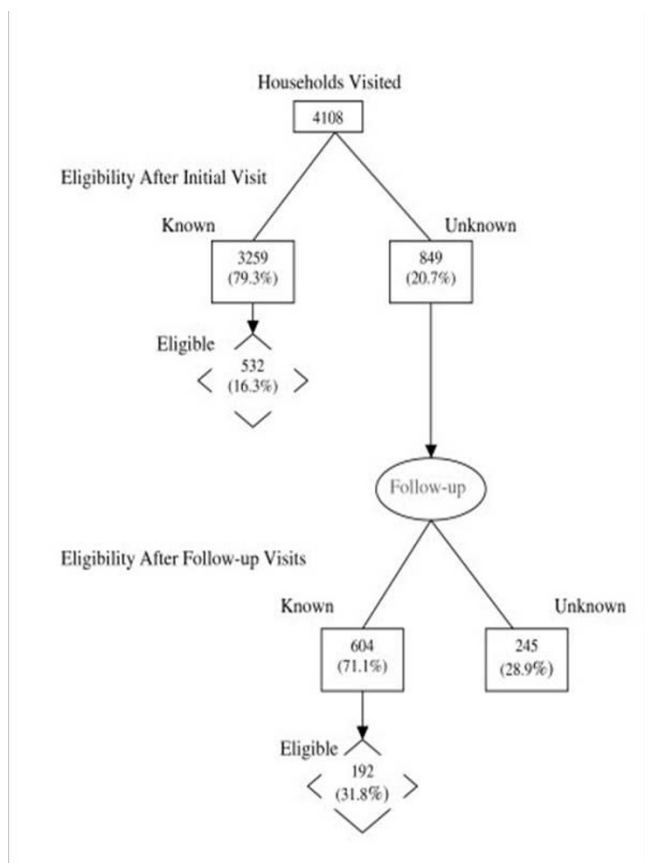 Households Visited
4108
Eligibility After Initial Visit
Known
Unknown
3259
(79.3%)
849
(20.7%)
Eligible
532
(16.3%)
Follow-up
Eligibility After Follow-up Visits
Known
Unknown
604
(71.1%)
245
(28.9%)
Eligible
192
(31.8%)